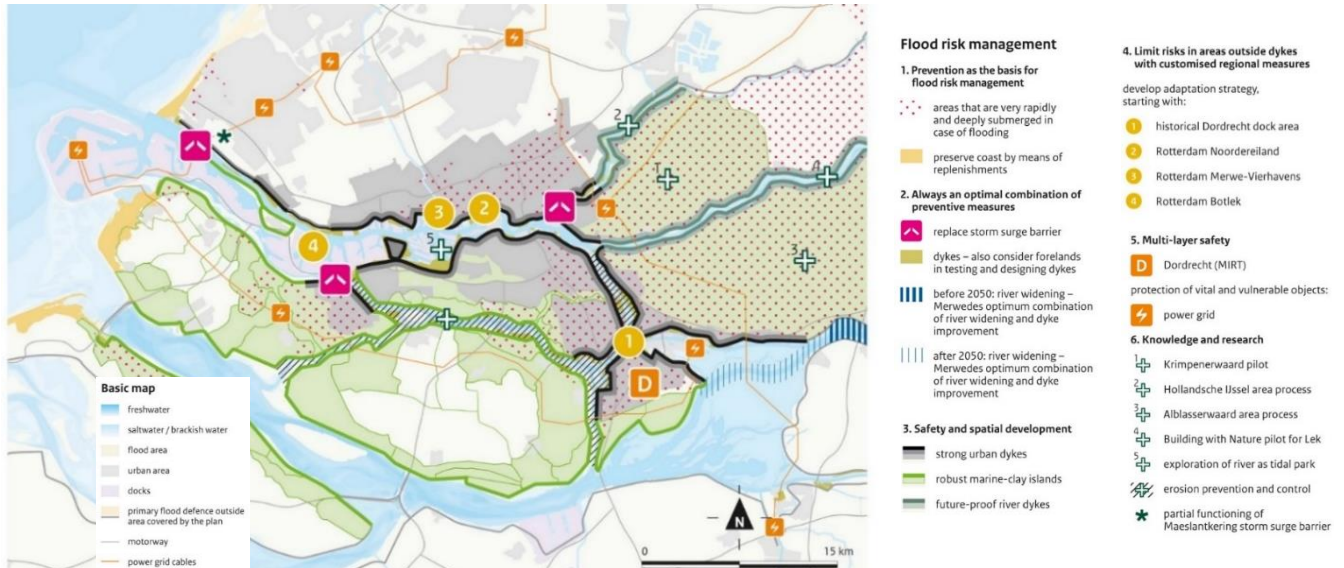 2
1
4
3
2
3
5
4
1
D
*
N
0
15 km
Basic map
freshwater
saltwater / brackish water
flood area
urban area
docks
primary flood defence outside
area covered by the plan
motorway
power grid cables
Flood risk management
1. Prevention as the basis for
flood risk management
areas that are very rapidly
and deeply submerged in
case of flooding
preserve coast by means of
replenishments
2. Always an optimal combination of
preventive measures
replace storm surge barrier
dykes – also consider forelands
in testing and designing dykes
before 2050: river widening –
Merwedes optimum combination
of river widening and dyke
improvement
after 2050: river widening –
Merwedes optimum combination
of river widening and dyke
improvement
3. Safety and spatial development
strong urban dykes
robust marine-clay islands
future-proof river dykes
4. Limit risks in areas outside dykes
with customised regional measures
develop adaptation strategy,
starting with:
1 historical Dordrecht dock area
2 Rotterdam Noordereiland
3 Rotterdam Merwe-Vierhavens
4 Rotterdam Botlek
5. Multi-layer safety
D Dordrecht (MIRT)
protection of vital and vulnerable objects:
power grid
6. Knowledge and research
1 Krimpenerwaard pilot
2 Hollandsche IJssel area process
3 Alblasserwaard area process
4 Building with Nature pilot for Lek
5 exploration of river as tidal park
erosion prevention and control
* partial functioning of
Maeslantkering storm surge barrier